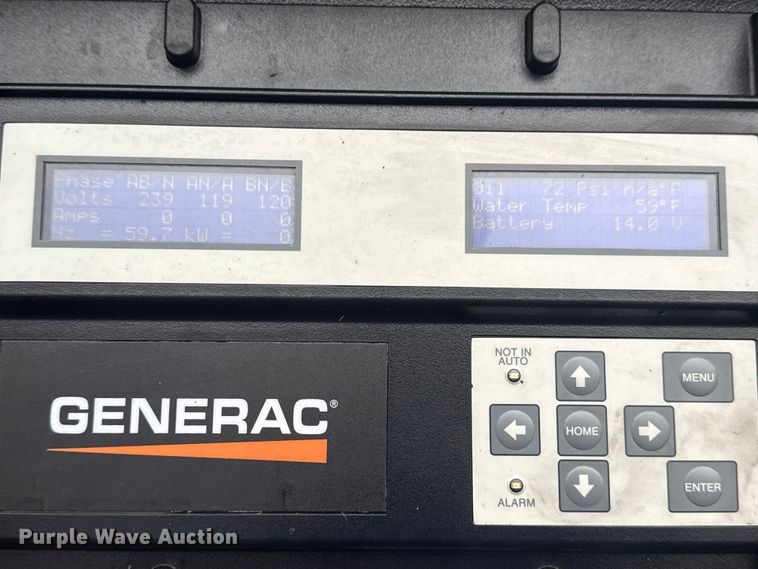 Phase AB/N AN/A BN/B
Volts 239 119 120
Amps 0 0 0
Hz = 59.7 kW = 0
Oil 72 Psi n/a°F
Water Temp 59°F
Battery 14.0 V
GENERAC®
NOT IN
AUTO
MENU
HOME
ENTER
ALARM
Purple Wave Auction